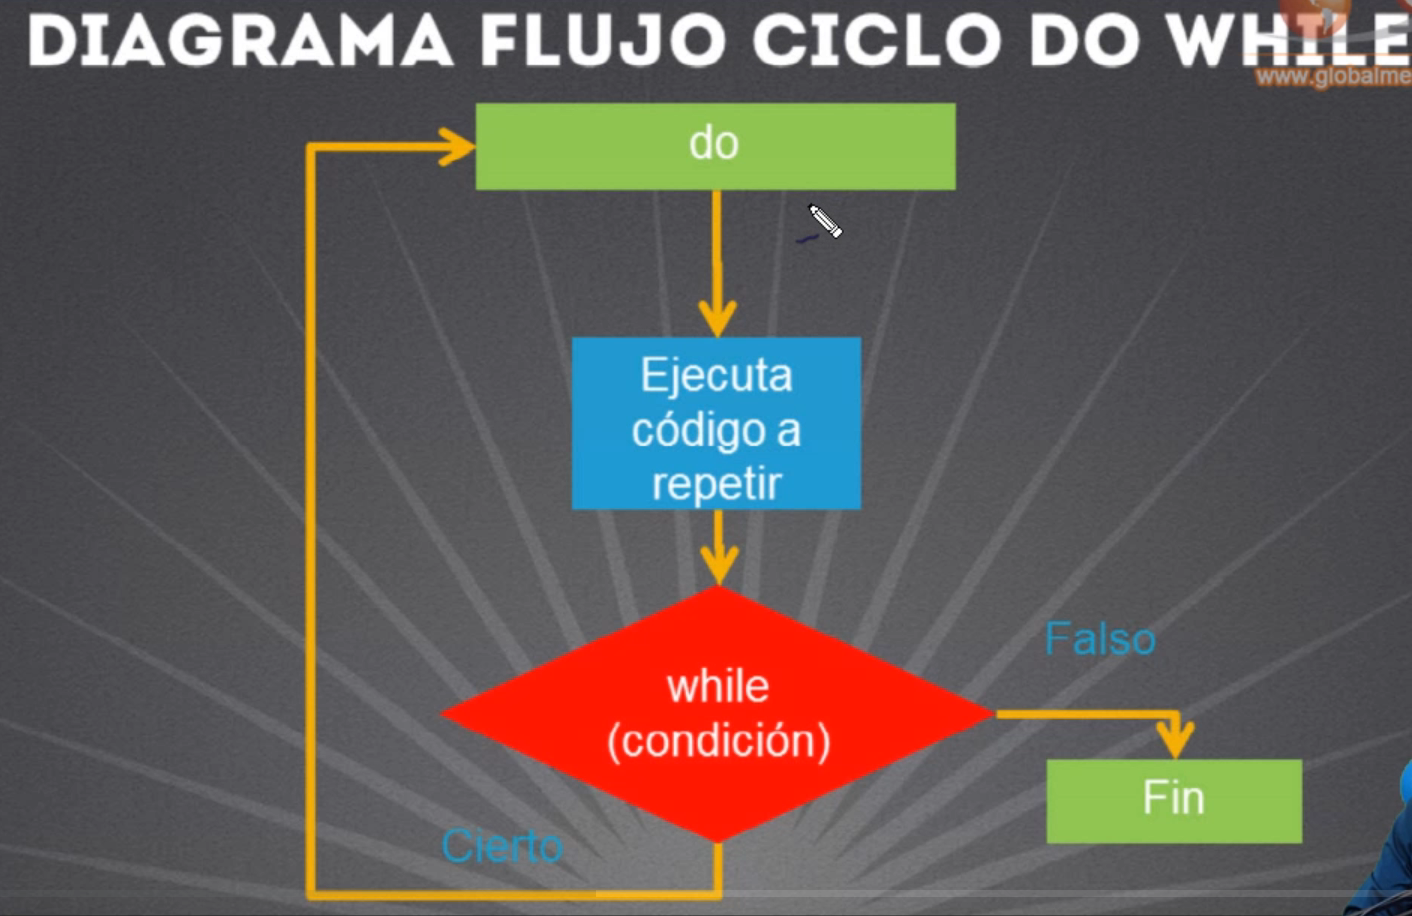 DIAGRAMA FLUJO CICLO DO WHILE
www.globalme
do
Ejecuta
código a
repetir
while
(condición)
Falso
Fin
Cierto